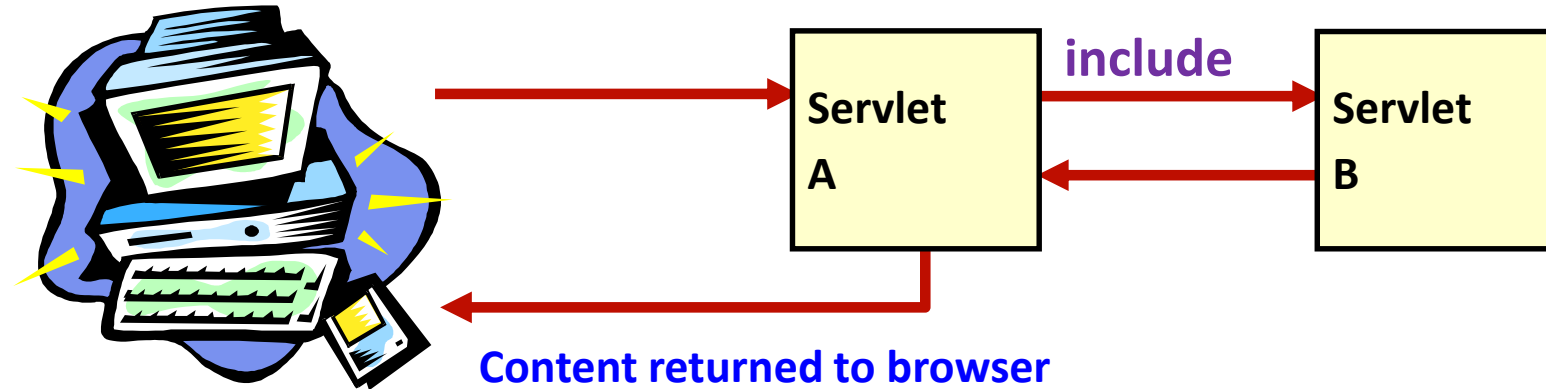 include
Servlet
A
Servlet
B
Content returned to browser